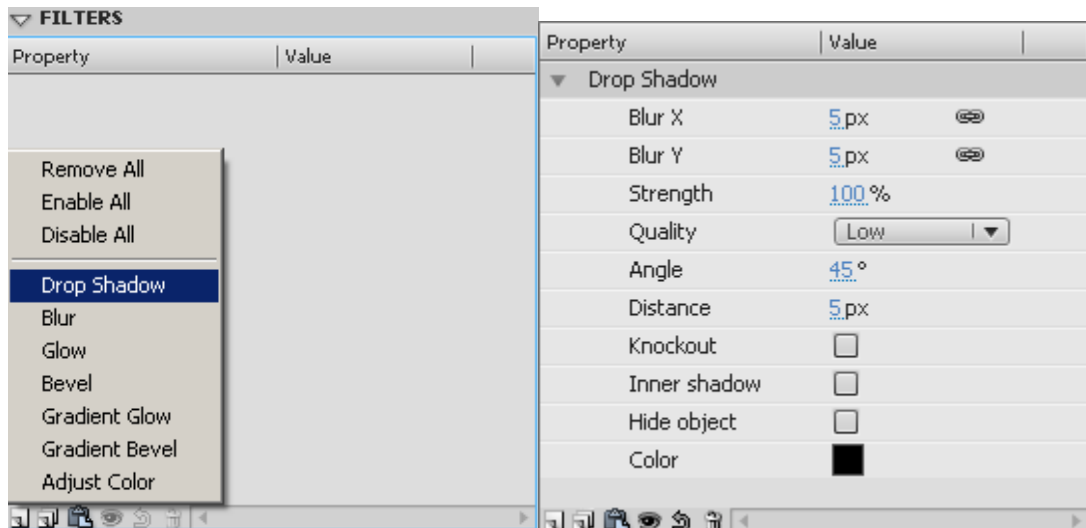 FILTERS
Property Value
Remove All
Enable All
Disable All
Drop Shadow
Blur
Glow
Bevel
Gradient Glow
Gradient Bevel
Adjust Color
Property Value
Drop Shadow
Blur X 5 px
Blur Y 5 px
Strength 100 %
Quality Low
Angle 45 °
Distance 5 px
Knockout
Inner shadow
Hide object
Color